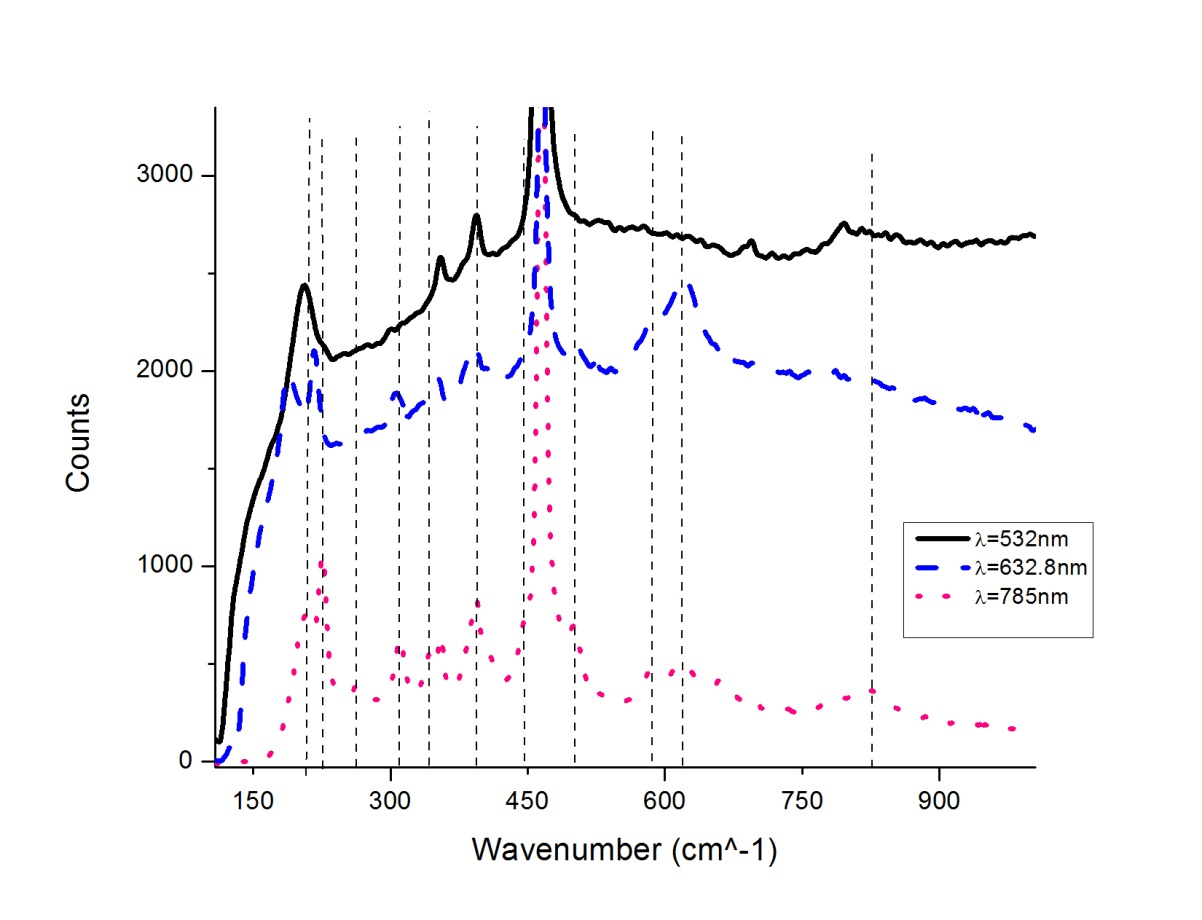 3000
2000
1000
0
Counts
150 300 450 600 750 900
Wavenumber (cm^-1)
λ=532nm
λ=632.8nm
λ=785nm